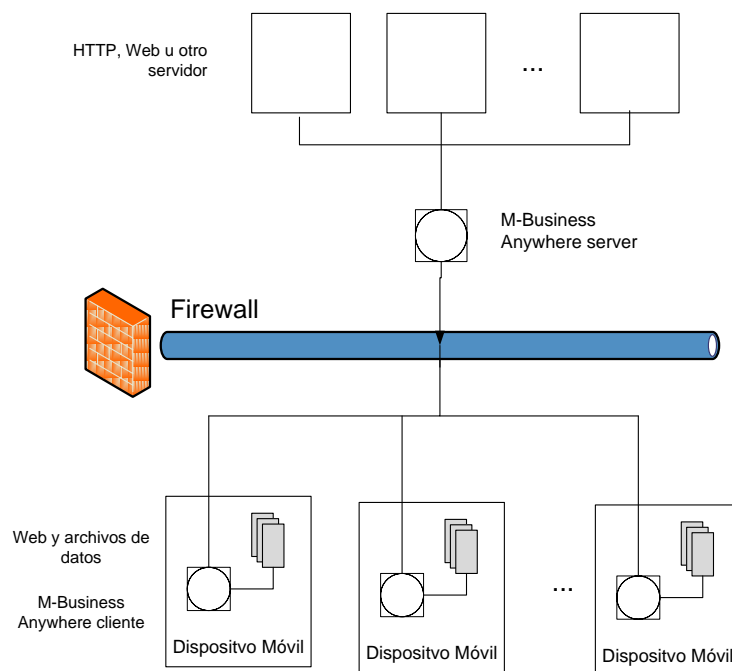 HTTP, Web u otro
servidor
...
M-Business
Anywhere server
Firewall
Web y archivos de
datos
M-Business
Anywhere cliente
...
Dispositvo Móvil
Dispositvo Móvil
Dispositvo Móvil